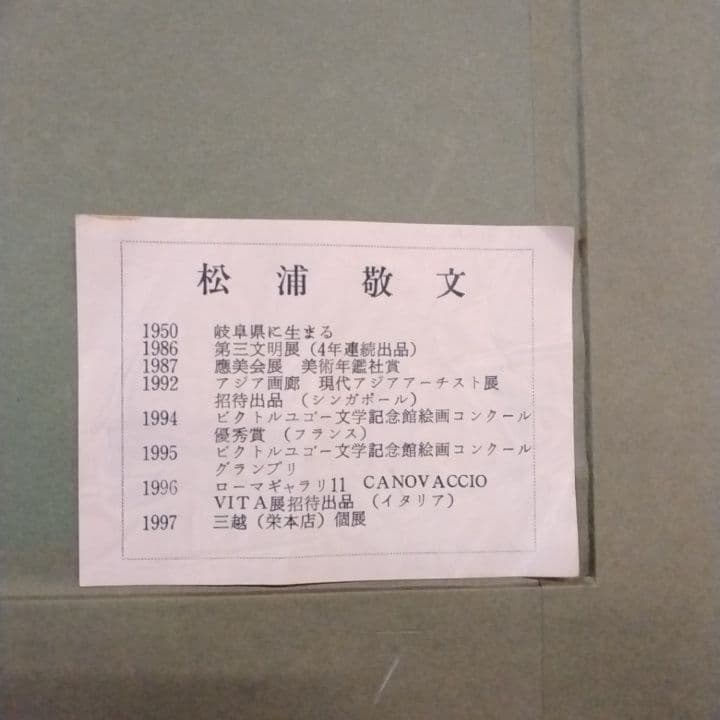 松浦敬文
1950 岐阜県に生まる
1986 第三文明展（4年連続出品）
1987 應美会展　美術年鑑社賞
1992 アジア画廊　現代アジアアーチスト展
招待出品　（シンガポール）
1994 ビクトルユゴー文学記念館絵画コンクール
優秀賞　（フランス）
1995 ビクトルユゴー文学記念館絵画コンクール
グランプリ
1996 ローマギャラリ11　CANOVACCIO
VITA展招待出品　（イタリア）
1997 三越（栄本店）個展